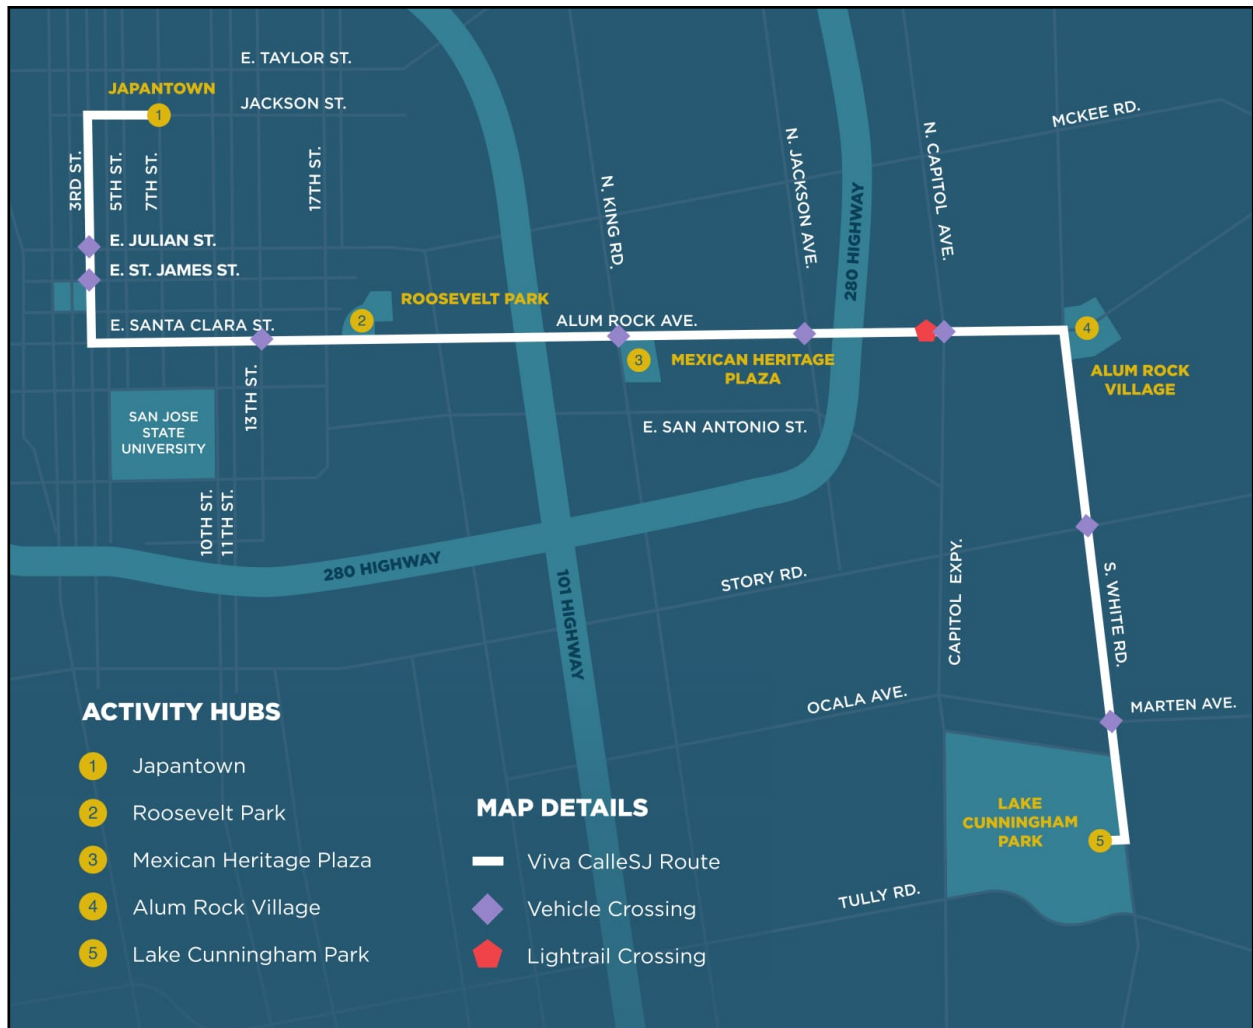 E. TAYLOR ST.
JAPANTOWN
1
JACKSON ST.
MCKEE RD.
3RD ST.
5TH ST.
7TH ST.
17TH ST.
N. KING RD.
N. JACKSON AVE.
280 HIGHWAY
N. CAPITOL AVE.
E. JULIAN ST.
E. ST. JAMES ST.
ROOSEVELT PARK
2
E. SANTA CLARA ST.
ALUM ROCK AVE.
3
MEXICAN HERITAGE
PLAZA
4
ALUM ROCK
VILLAGE
13TH ST.
SAN JOSE
STATE
UNIVERSITY
E. SAN ANTONIO ST.
10TH ST.
11TH ST.
280 HIGHWAY
101 HIGHWAY
STORY RD.
CAPITOL EXPY.
S. WHITE RD.
OCALA AVE.
MARTEN AVE.
LAKE
CUNNINGHAM
PARK
5
TULLY RD.
ACTIVITY HUBS
1 Japantown
2 Roosevelt Park
3 Mexican Heritage Plaza
4 Alum Rock Village
5 Lake Cunningham Park
MAP DETAILS
Viva CalleSJ Route
Vehicle Crossing
Lightrail Crossing